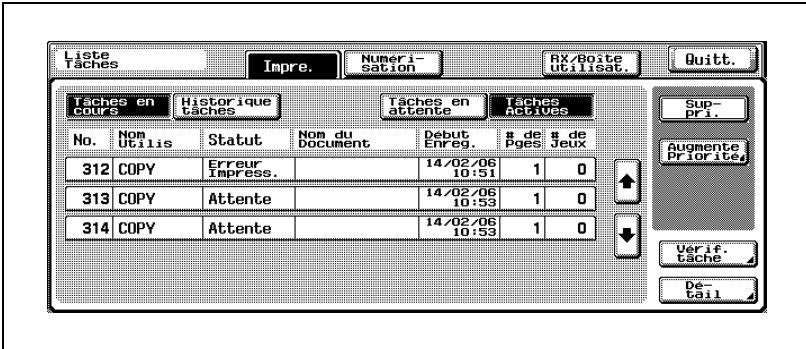 Liste
Tâches
Impre.
Numéri-
sation
RX/Boîte
utilisat.
Quitt.
Tâches en
cours
Historique
tâches
Tâches en
attente
Tâches
Actives
Sup-
pri.
No.
Nom
Utilis
Statut
Nom du
Document
Début
Enreg.
# de
Pges
# de
Jeux
Augmente
Priorité
312 COPY Erreur
Impress. 14/02/06
10:51 1 0
313 COPY Attente 14/02/06
10:53 1 0
314 COPY Attente 14/02/06
10:53 1 0
Vérif.
tâche
Dé-
tail